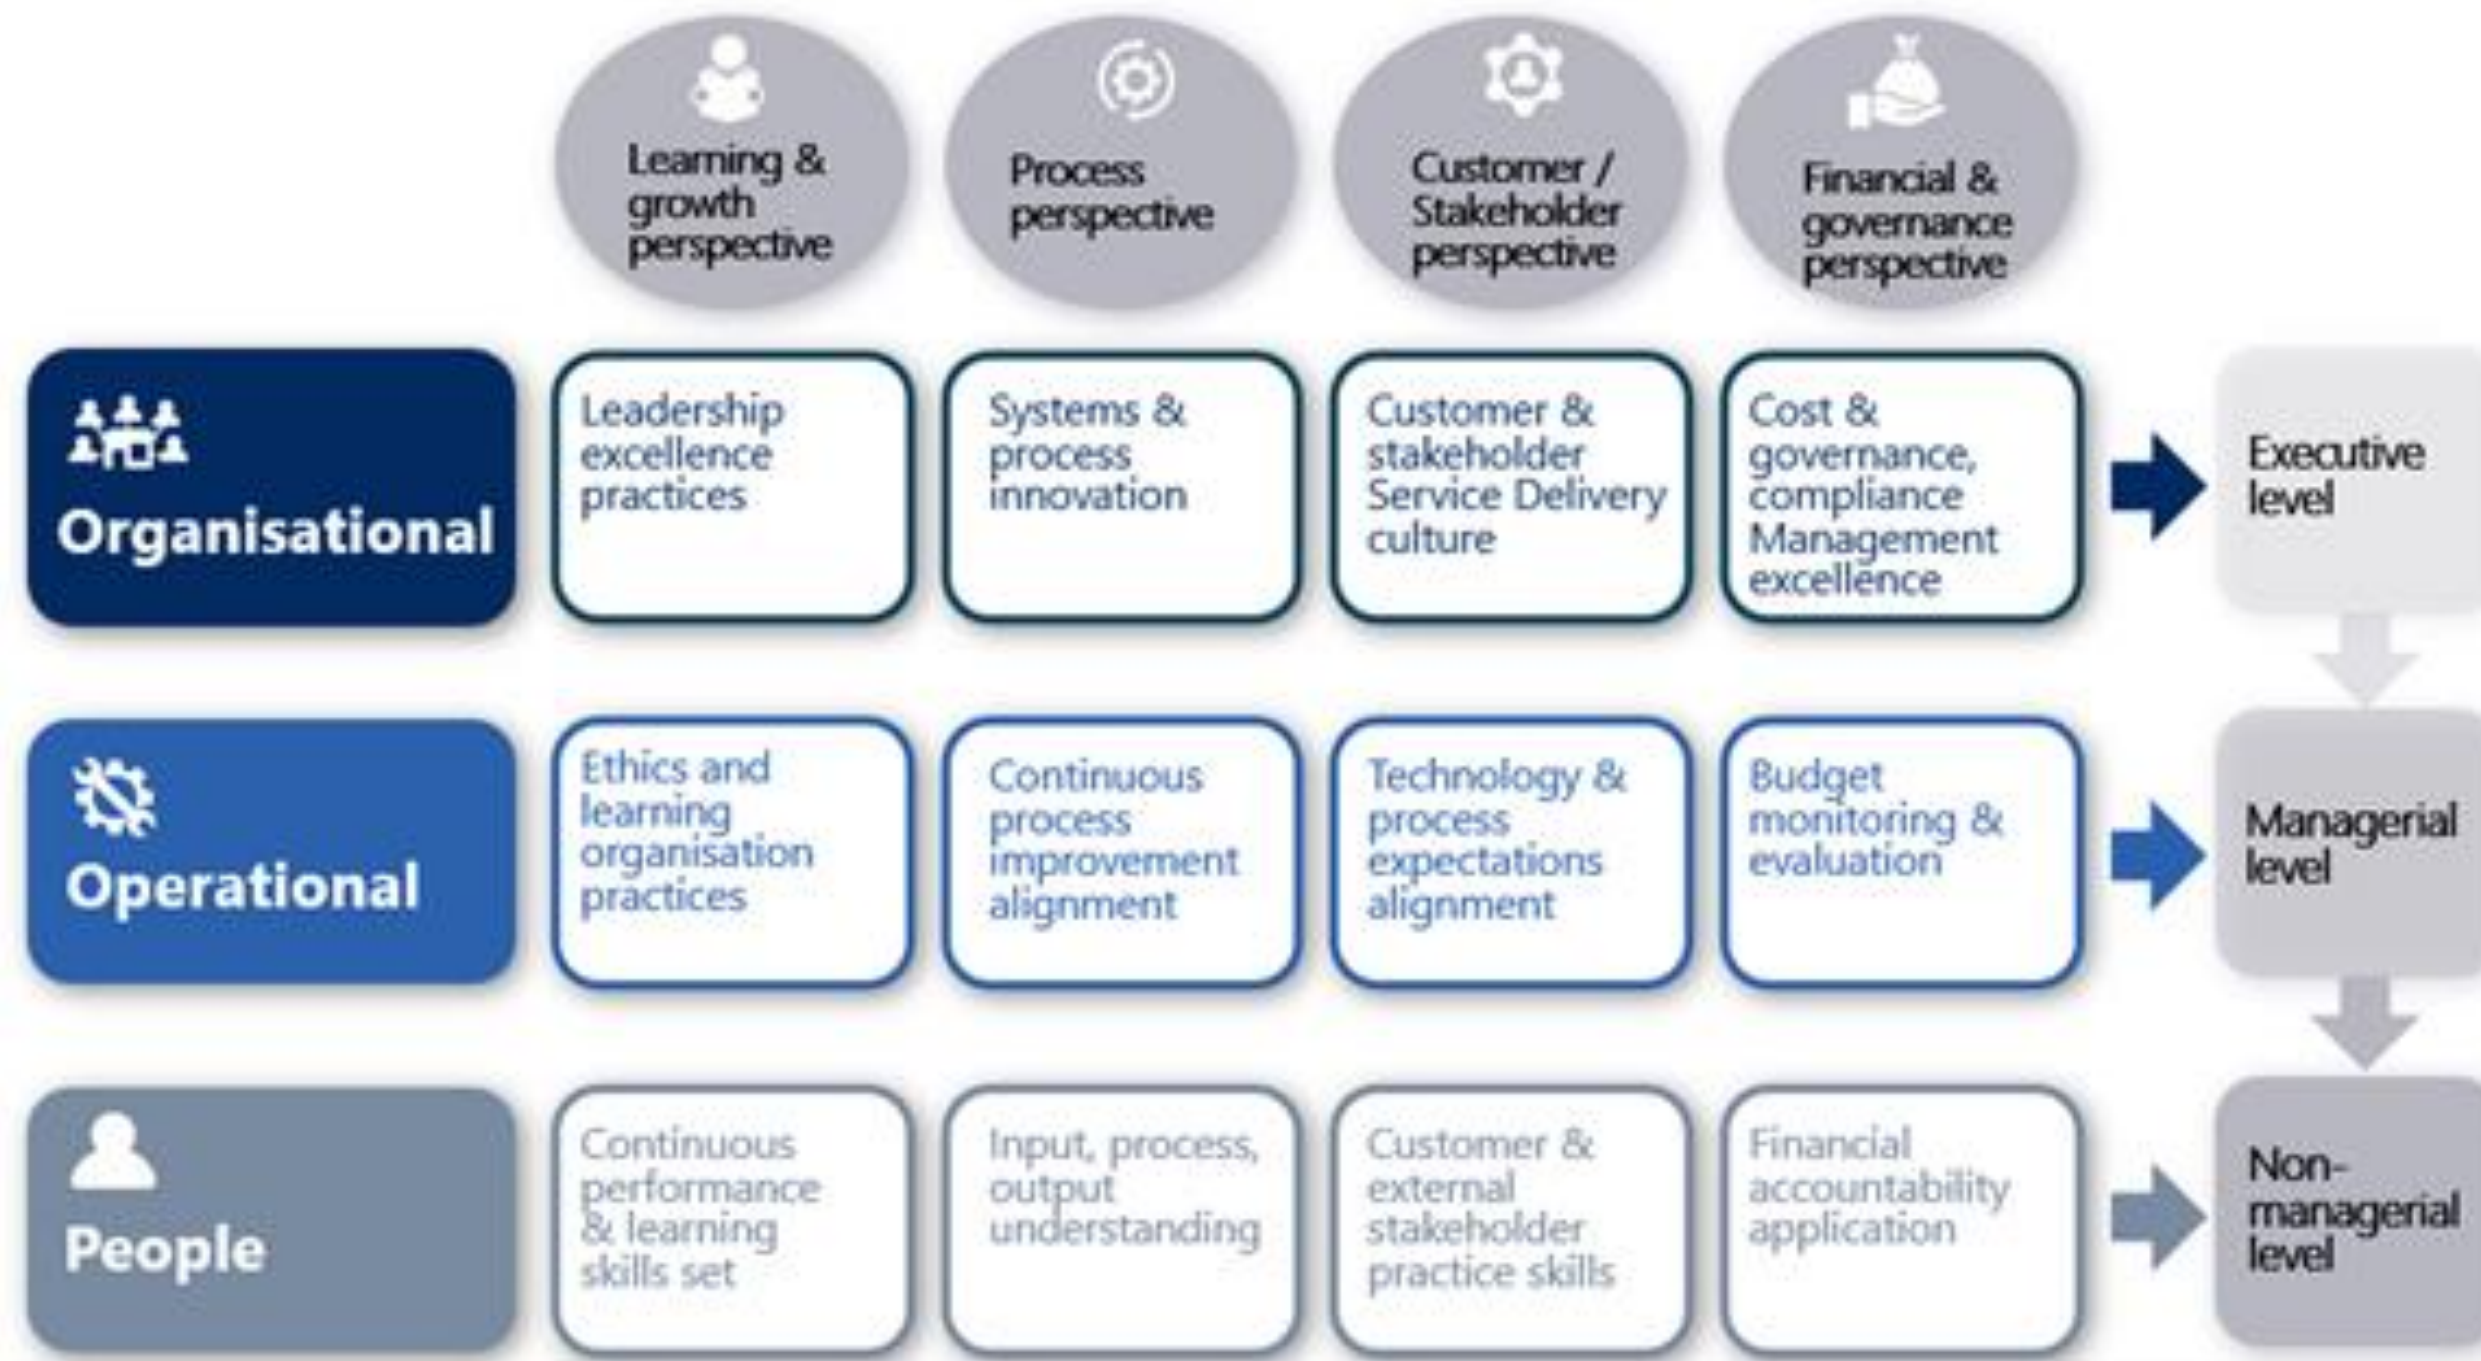 Learning &
growth
perspective
Process
perspective
Customer /
Stakeholder
perspective
Financial &
governance
perspective
Organisational
Leadership
excellence
practices
Systems &
process
innovation
Customer &
stakeholder
Service Delivery
culture
Cost &
governance,
compliance
Management
excellence
Executive
level
Operational
Ethics and
learning
organisation
practices
Continuous
process
improvement
alignment
Technology &
process
expectations
alignment
Budget
monitoring &
evaluation
Managerial
level
People
Continuous
performance
& learning
skills set
Input, process,
output
understanding
Customer &
external
stakeholder
practice skills
Financial
accountability
application
Non-
managerial
level